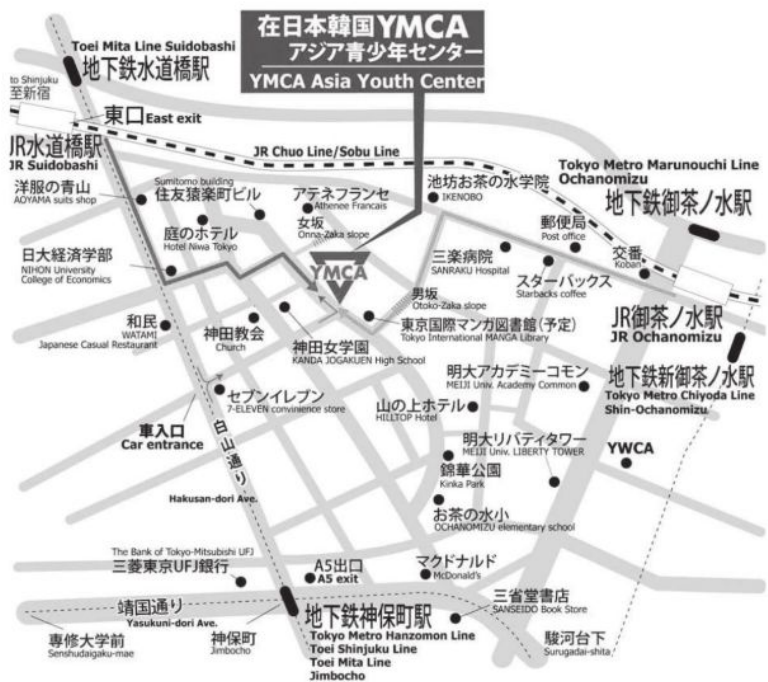 在日本韓国YMCA
アジア青少年センター
YMCA Asia Youth Center
Toei Mita Line Suidobashi
地下鉄水道橋駅
to Shinjuku
至新宿
東口 East exit
JR水道橋駅
JR Suidobashi
JR Chuo Line/Sobu Line
Tokyo Metro Marunouchi Line
Ochanomizu
地下鉄御茶ノ水駅
洋服の青山
AOYAMA suits shop
Sumitomo building
住友猿楽町ビル
アテネフランセ
Athenee Francais
池坊お茶の水学院
IKENOBO
庭のホテル
Hotel Niwa Tokyo
女坂
Onna-Zaka slope
郵便局
Post office
三楽病院
SANRAKU Hospital
交番
Koban
スターバックス
Starbacks coffee
日大経済学部
NIHON University
College of Economics
YMCA
男坂
Otoko-Zaka slope
JR御茶ノ水駅
JR Ochanomizu
和民
WATAMI
Japanese Casual Restaurant
神田教会
Church
神田女学園
KANDA JOGAKUEN High School
東京国際マンガ図書館(予定)
Tokyo International MANGA Library
地下鉄新御茶ノ水駅
Tokyo Metro Chiyoda Line
Shin-Ochanomizu
明大アカデミーコモン
MEIJI Univ. Academy Common
セブンイレブン
7-ELEVEN convinience store
山の上ホテル
HILLTOP Hotel
車入口
Car entrance
白山通り
Hakusan-dori Ave.
明大リバティタワー
MEIJI Univ. LIBERTY TOWER
YWCA
錦華公園
Kinka Park
お茶の水小
OCHANOMIZU elementary school
The Bank of Tokyo-Mitsubishi UFJ
三菱東京UFJ銀行
A5出口
A5 exit
マクドナルド
McDonald's
靖国通り
Yasukuni-dori Ave.
三省堂書店
SANSEIDO Book Store
専修大学前
Senshudaigaku-mae
神保町
Jimbocho
地下鉄神保町駅
Tokyo Metro Hanzomon Line
Toei Shinjuku Line
Toei Mita Line
Jimbocho
駿河台下
Surugadai-shita